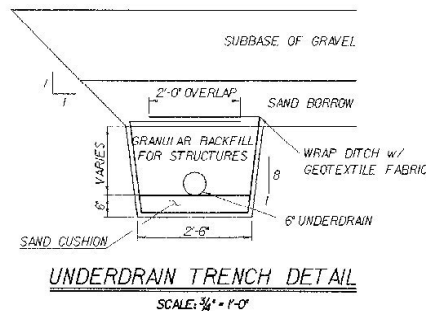 SUBBASE OF GRAVEL
1
1
2'-0" OVERLAP
SAND BORROW
GRANULAR BACKFILL
FOR STRUCTURES
WRAP DITCH w/
GEOTEXTILE FABRIC
VARIES
8
1
6"
6" UNDERDRAIN
SAND CUSHION
2'-6"
UNDERDRAIN TRENCH DETAIL
SCALE: ¾" = 1'-0"